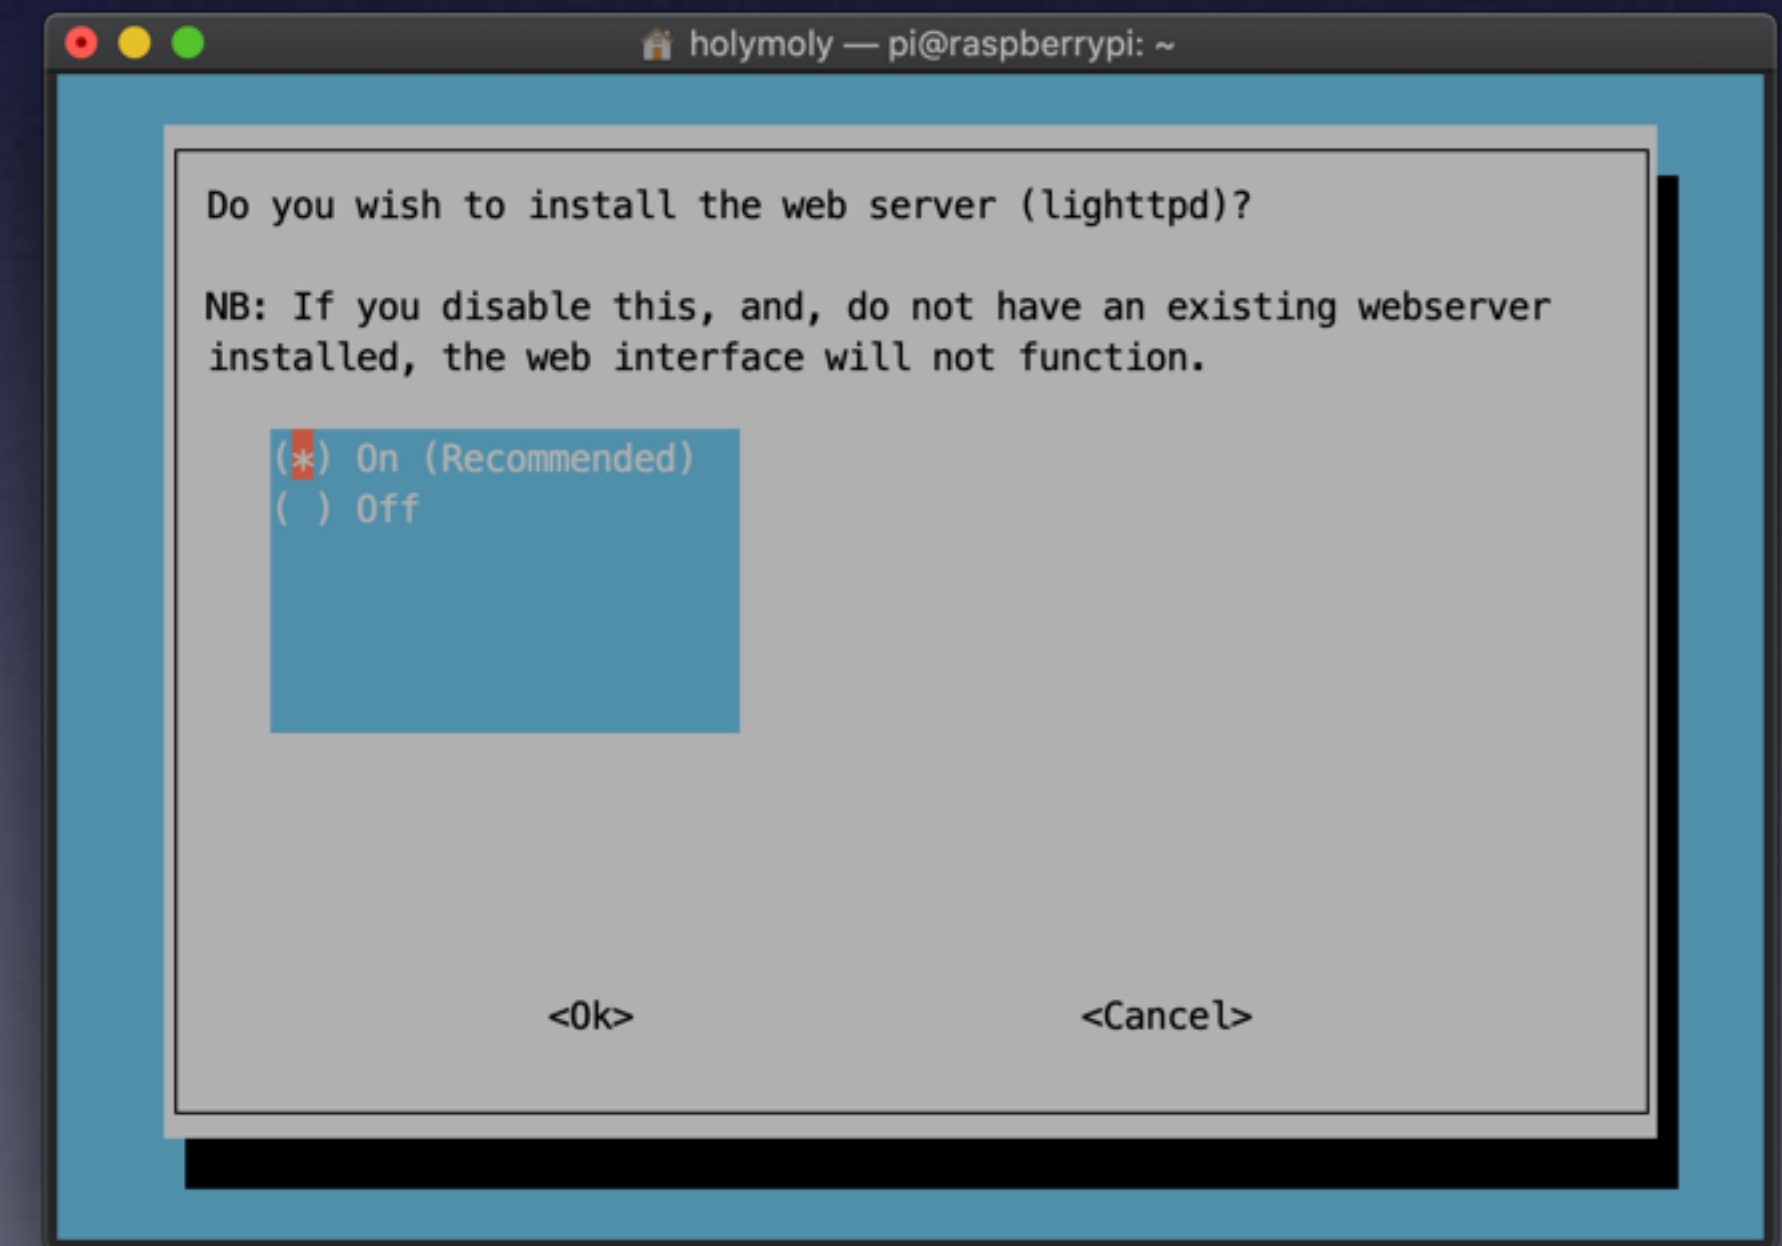 holymoly — pi@raspberrypi: ~
Do you wish to install the web server (lighttpd)?
NB: If you disable this, and, do not have an existing webserver
installed, the web interface will not function.
(*) On (Recommended)
( ) Off
<Ok> <Cancel>